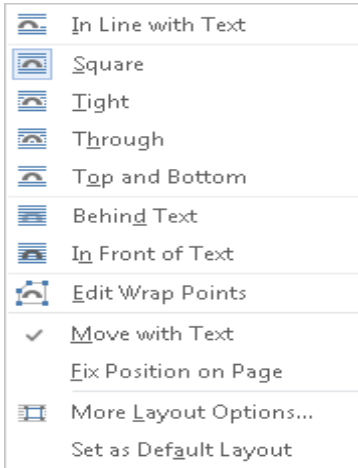 In Line with Text
Square
Tight
Through
Top and Bottom
Behind Text
In Front of Text
Edit Wrap Points
Move with Text
Fix Position on Page
More Layout Options...
Set as Default Layout